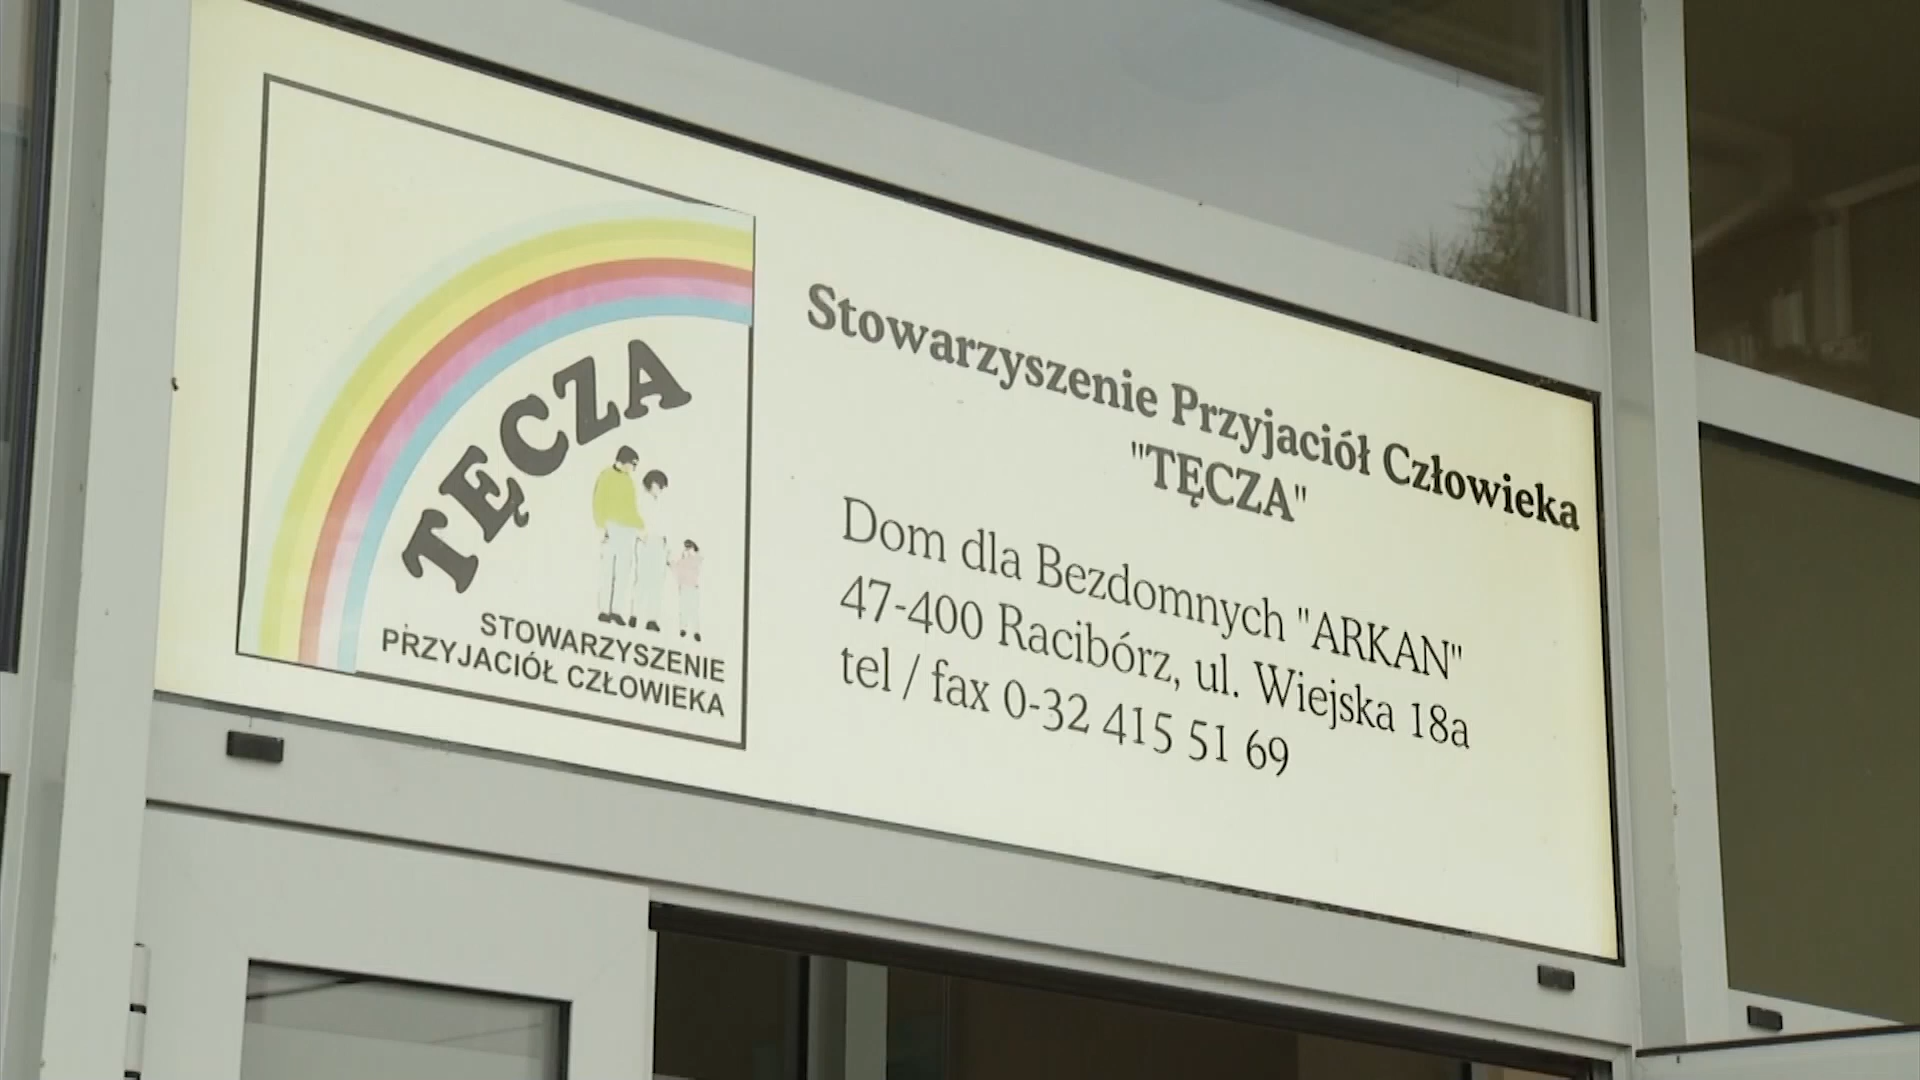 TĘCZA
STOWARZYSZENIE
PRZYJACIÓŁ CZŁOWIEKA
Stowarzyszenie Przyjaciół Człowieka
"TĘCZA"
Dom dla Bezdomnych "ARKAN"
47-400 Racibórz, ul. Wiejska 18a
tel / fax 0-32 415 51 69